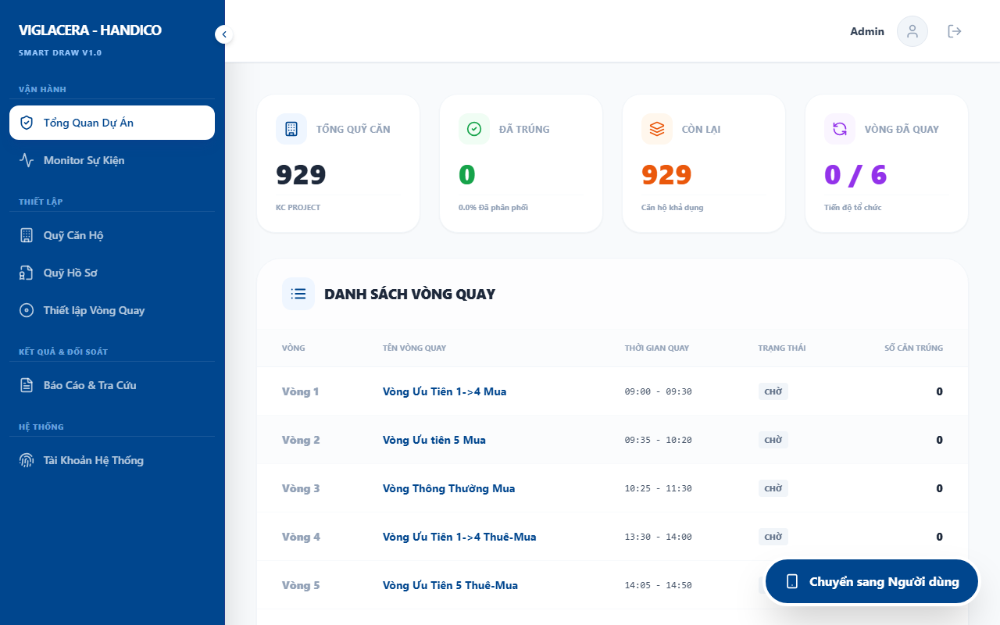 VIGLACERA - HANDICO
SMART DRAW V1.0
VẬN HÀNH
Tổng Quan Dự Án
Monitor Sự Kiện
THIẾT LẬP
Quỹ Căn Hộ
Quỹ Hồ Sơ
Thiết lập Vòng Quay
KẾT QUẢ & ĐỐI SOÁT
Báo Cáo & Tra Cứu
HỆ THỐNG
Tài Khoản Hệ Thống
Admin
TỔNG QUỸ CĂN
929
KC PROJECT
ĐÃ TRÚNG
0
0.0% Đã phân phối
CÒN LẠI
929
Căn hộ khả dụng
VÒNG ĐÃ QUAY
0 / 6
Tiến độ tổ chức
DANH SÁCH VÒNG QUAY
VÒNG TÊN VÒNG QUAY THỜI GIAN QUAY TRẠNG THÁI SỐ CĂN TRÚNG
Vòng 1 Vòng Ưu Tiên 1->4 Mua 09:00 - 09:30 CHỜ 0
Vòng 2 Vòng Ưu tiên 5 Mua 09:35 - 10:20 CHỜ 0
Vòng 3 Vòng Thông Thường Mua 10:25 - 11:30 CHỜ 0
Vòng 4 Vòng Ưu Tiên 1->4 Thuê-Mua 13:30 - 14:00 CHỜ 0
Vòng 5 Vòng Ưu Tiên 5 Thuê-Mua 14:05 - 14:50
Chuyển sang Người dùng